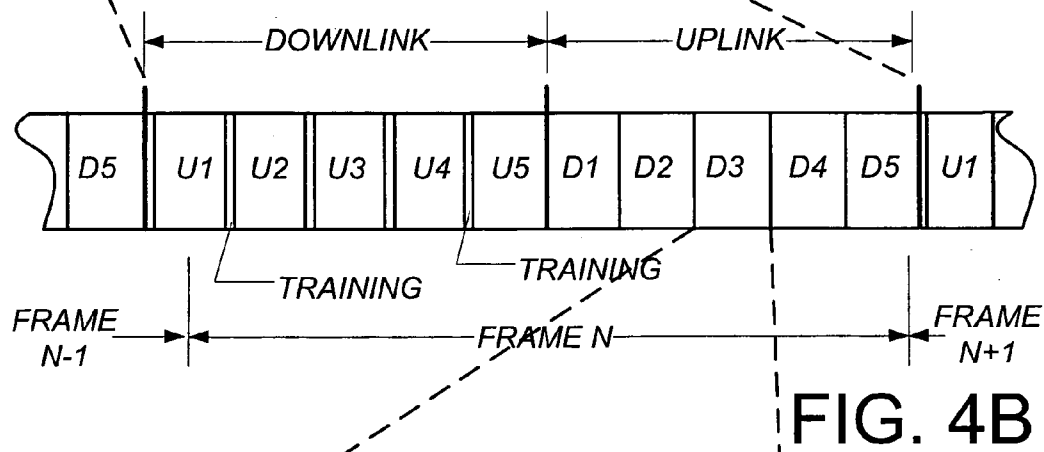 DOWNLINK UPLINK
D5 U1 U2 U3 U4 U5 D1 D2 D3 D4 D5 U1
TRAINING TRAINING
FRAME N-1 FRAME N FRAME N+1
FIG. 4B